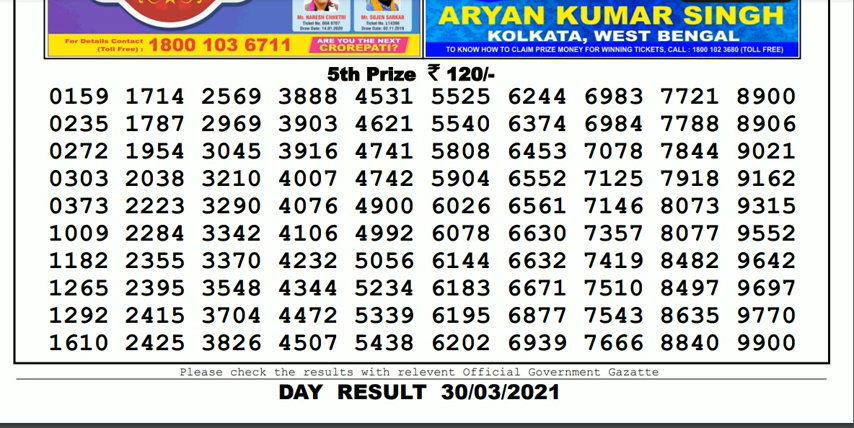 Mr. NARESH CHHETRI
Mr. SUJEN SARKAR
For Details Contact
(Toll Free) :
1800 103 6711
ARE YOU THE NEXT
CROREPATI?
ARYAN KUMAR SINGH
KOLKATA, WEST BENGAL
TO KNOW HOW TO CLAIM PRIZE MONEY FOR WINNING TICKETS, CALL : 1800 102 3680 (TOLL FREE)
5th Prize ₹ 120/-
0159 1714 2569 3888 4531 5525 6244 6983 7721 8900
0235 1787 2969 3903 4621 5540 6374 6984 7788 8906
0272 1954 3045 3916 4741 5808 6453 7078 7844 9021
0303 2038 3210 4007 4742 5904 6552 7125 7918 9162
0373 2223 3290 4076 4900 6026 6561 7146 8073 9315
1009 2284 3342 4106 4992 6078 6630 7357 8077 9552
1182 2355 3370 4232 5056 6144 6632 7419 8482 9642
1265 2395 3548 4344 5234 6183 6671 7510 8497 9697
1292 2415 3704 4472 5339 6195 6877 7543 8635 9770
1610 2425 3826 4507 5438 6202 6939 7666 8840 9900
Please check the results with relevent Official Government Gazatte
DAY RESULT 30/03/2021